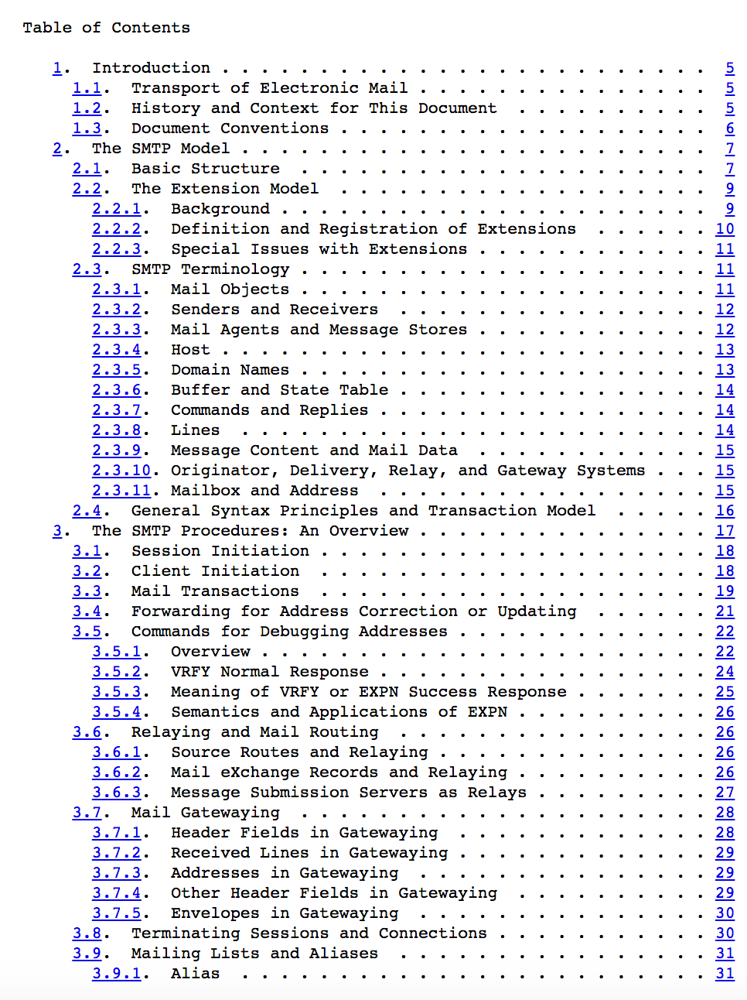 Table of Contents
1. Introduction . . . . . . . . . . . . . . . . . . . . . . . . . 5
1.1. Transport of Electronic Mail . . . . . . . . . . . . . . . 5
1.2. History and Context for This Document . . . . . . . . . . 5
1.3. Document Conventions . . . . . . . . . . . . . . . . . . . 6
2. The SMTP Model . . . . . . . . . . . . . . . . . . . . . . . . 7
2.1. Basic Structure . . . . . . . . . . . . . . . . . . . . . 7
2.2. The Extension Model . . . . . . . . . . . . . . . . . . . 9
2.2.1. Background . . . . . . . . . . . . . . . . . . . . . . 9
2.2.2. Definition and Registration of Extensions . . . . . . 10
2.2.3. Special Issues with Extensions . . . . . . . . . . . . 11
2.3. SMTP Terminology . . . . . . . . . . . . . . . . . . . . . 11
2.3.1. Mail Objects . . . . . . . . . . . . . . . . . . . . . 11
2.3.2. Senders and Receivers . . . . . . . . . . . . . . . . 12
2.3.3. Mail Agents and Message Stores . . . . . . . . . . . . 12
2.3.4. Host . . . . . . . . . . . . . . . . . . . . . . . . . 13
2.3.5. Domain Names . . . . . . . . . . . . . . . . . . . . . 13
2.3.6. Buffer and State Table . . . . . . . . . . . . . . . . 14
2.3.7. Commands and Replies . . . . . . . . . . . . . . . . . 14
2.3.8. Lines . . . . . . . . . . . . . . . . . . . . . . . . 14
2.3.9. Message Content and Mail Data . . . . . . . . . . . . 15
2.3.10. Originator, Delivery, Relay, and Gateway Systems . . . 15
2.3.11. Mailbox and Address . . . . . . . . . . . . . . . . . 15
2.4. General Syntax Principles and Transaction Model . . . . . 16
3. The SMTP Procedures: An Overview . . . . . . . . . . . . . . . 17
3.1. Session Initiation . . . . . . . . . . . . . . . . . . . . 18
3.2. Client Initiation . . . . . . . . . . . . . . . . . . . . 18
3.3. Mail Transactions . . . . . . . . . . . . . . . . . . . . 19
3.4. Forwarding for Address Correction or Updating . . . . . . 21
3.5. Commands for Debugging Addresses . . . . . . . . . . . . . 22
3.5.1. Overview . . . . . . . . . . . . . . . . . . . . . . . 22
3.5.2. VRFY Normal Response . . . . . . . . . . . . . . . . . 24
3.5.3. Meaning of VRFY or EXPN Success Response . . . . . . . 25
3.5.4. Semantics and Applications of EXPN . . . . . . . . . . 26
3.6. Relaying and Mail Routing . . . . . . . . . . . . . . . . 26
3.6.1. Source Routes and Relaying . . . . . . . . . . . . . . 26
3.6.2. Mail eXchange Records and Relaying . . . . . . . . . . 26
3.6.3. Message Submission Servers as Relays . . . . . . . . . 27
3.7. Mail Gatewaying . . . . . . . . . . . . . . . . . . . . . 28
3.7.1. Header Fields in Gatewaying . . . . . . . . . . . . . 28
3.7.2. Received Lines in Gatewaying . . . . . . . . . . . . . 29
3.7.3. Addresses in Gatewaying . . . . . . . . . . . . . . . 29
3.7.4. Other Header Fields in Gatewaying . . . . . . . . . . 29
3.7.5. Envelopes in Gatewaying . . . . . . . . . . . . . . . 30
3.8. Terminating Sessions and Connections . . . . . . . . . . . 30
3.9. Mailing Lists and Aliases . . . . . . . . . . . . . . . . 31
3.9.1. Alias . . . . . . . . . . . . . . . . . . . . . . . . 31